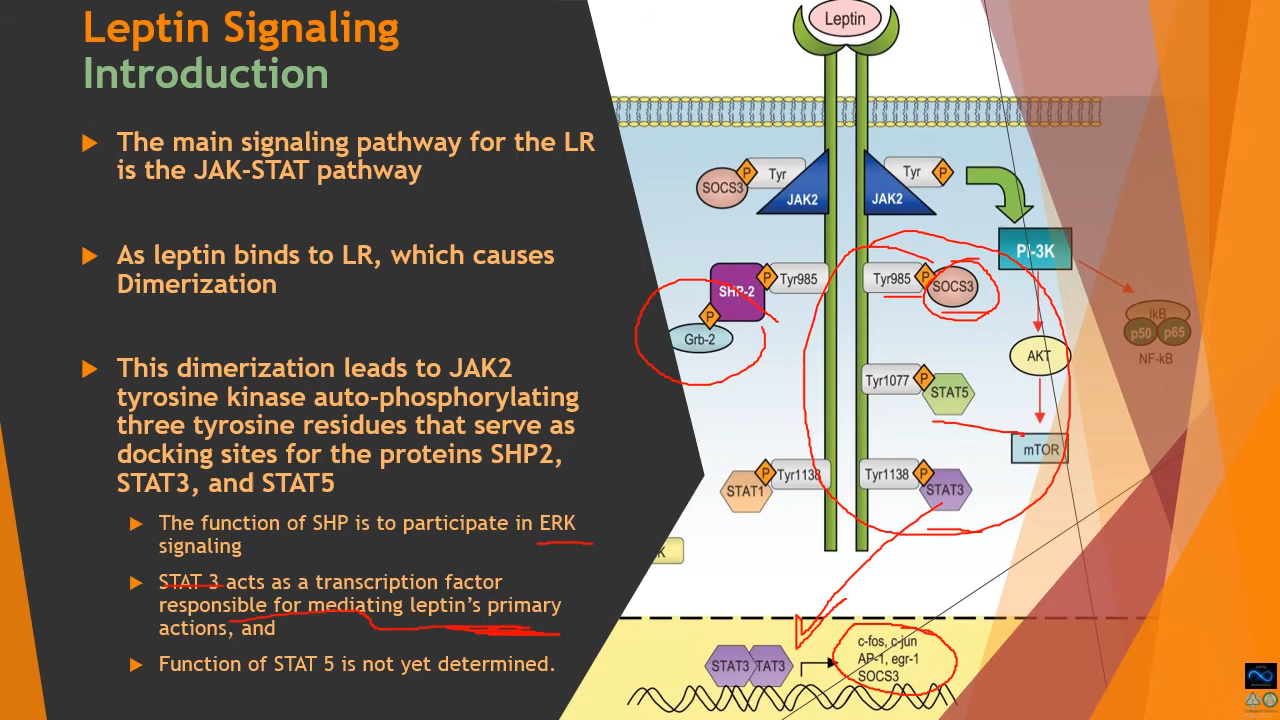 Leptin Signaling
Introduction
The main signaling pathway for the LR
is the JAK-STAT pathway
As leptin binds to LR, which causes
Dimerization
This dimerization leads to JAK2
tyrosine kinase auto-phosphorylating
three tyrosine residues that serve as
docking sites for the proteins SHP2,
STAT3, and STAT5
The function of SHP is to participate in ERK
signaling
STAT 3 acts as a transcription factor
responsible for mediating leptin's primary
actions, and
Function of STAT 5 is not yet determined.
Leptin
P Tyr
SOCS3
JAK2
Tyr P
JAK2
PI-3K
SHP-2
P Tyr985
P
Grb-2
Tyr985 P
SOCS3
IkB
p50 p65
NF-kB
AKT
Tyr1077 P
STAT5
mTOR
P Tyr1138
STAT1
Tyr1138 P
STAT3
K
STAT3 TAT3
c-fos, c-jun
AP-1, egr-1
SOCS3